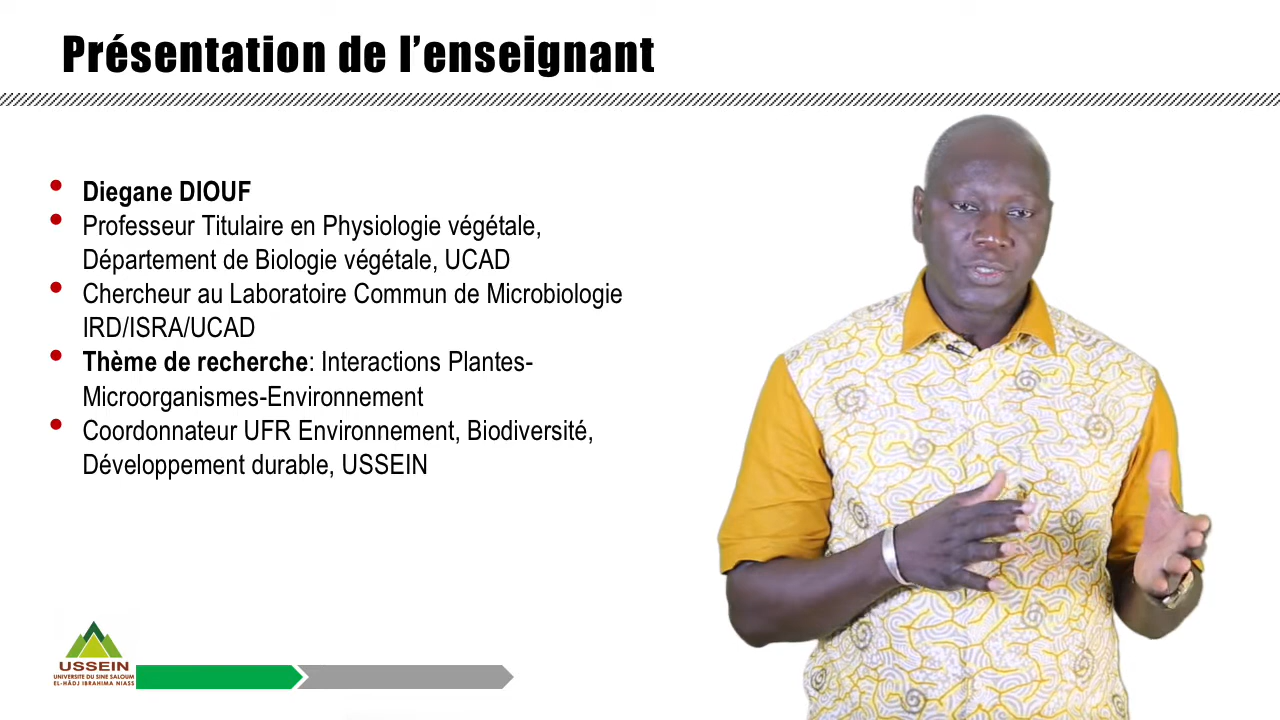 Présentation de l’enseignant
Diegane DIOUF
Professeur Titulaire en Physiologie végétale,
Département de Biologie végétale, UCAD
Chercheur au Laboratoire Commun de Microbiologie
IRD/ISRA/UCAD
Thème de recherche: Interactions Plantes-
Microorganismes-Environnement
Coordonnateur UFR Environnement, Biodiversité,
Développement durable, USSEIN
USSEIN
UNIVERSITE DU SINE SALOUM
EL-HÂDJ IBRAHIMA NIASS